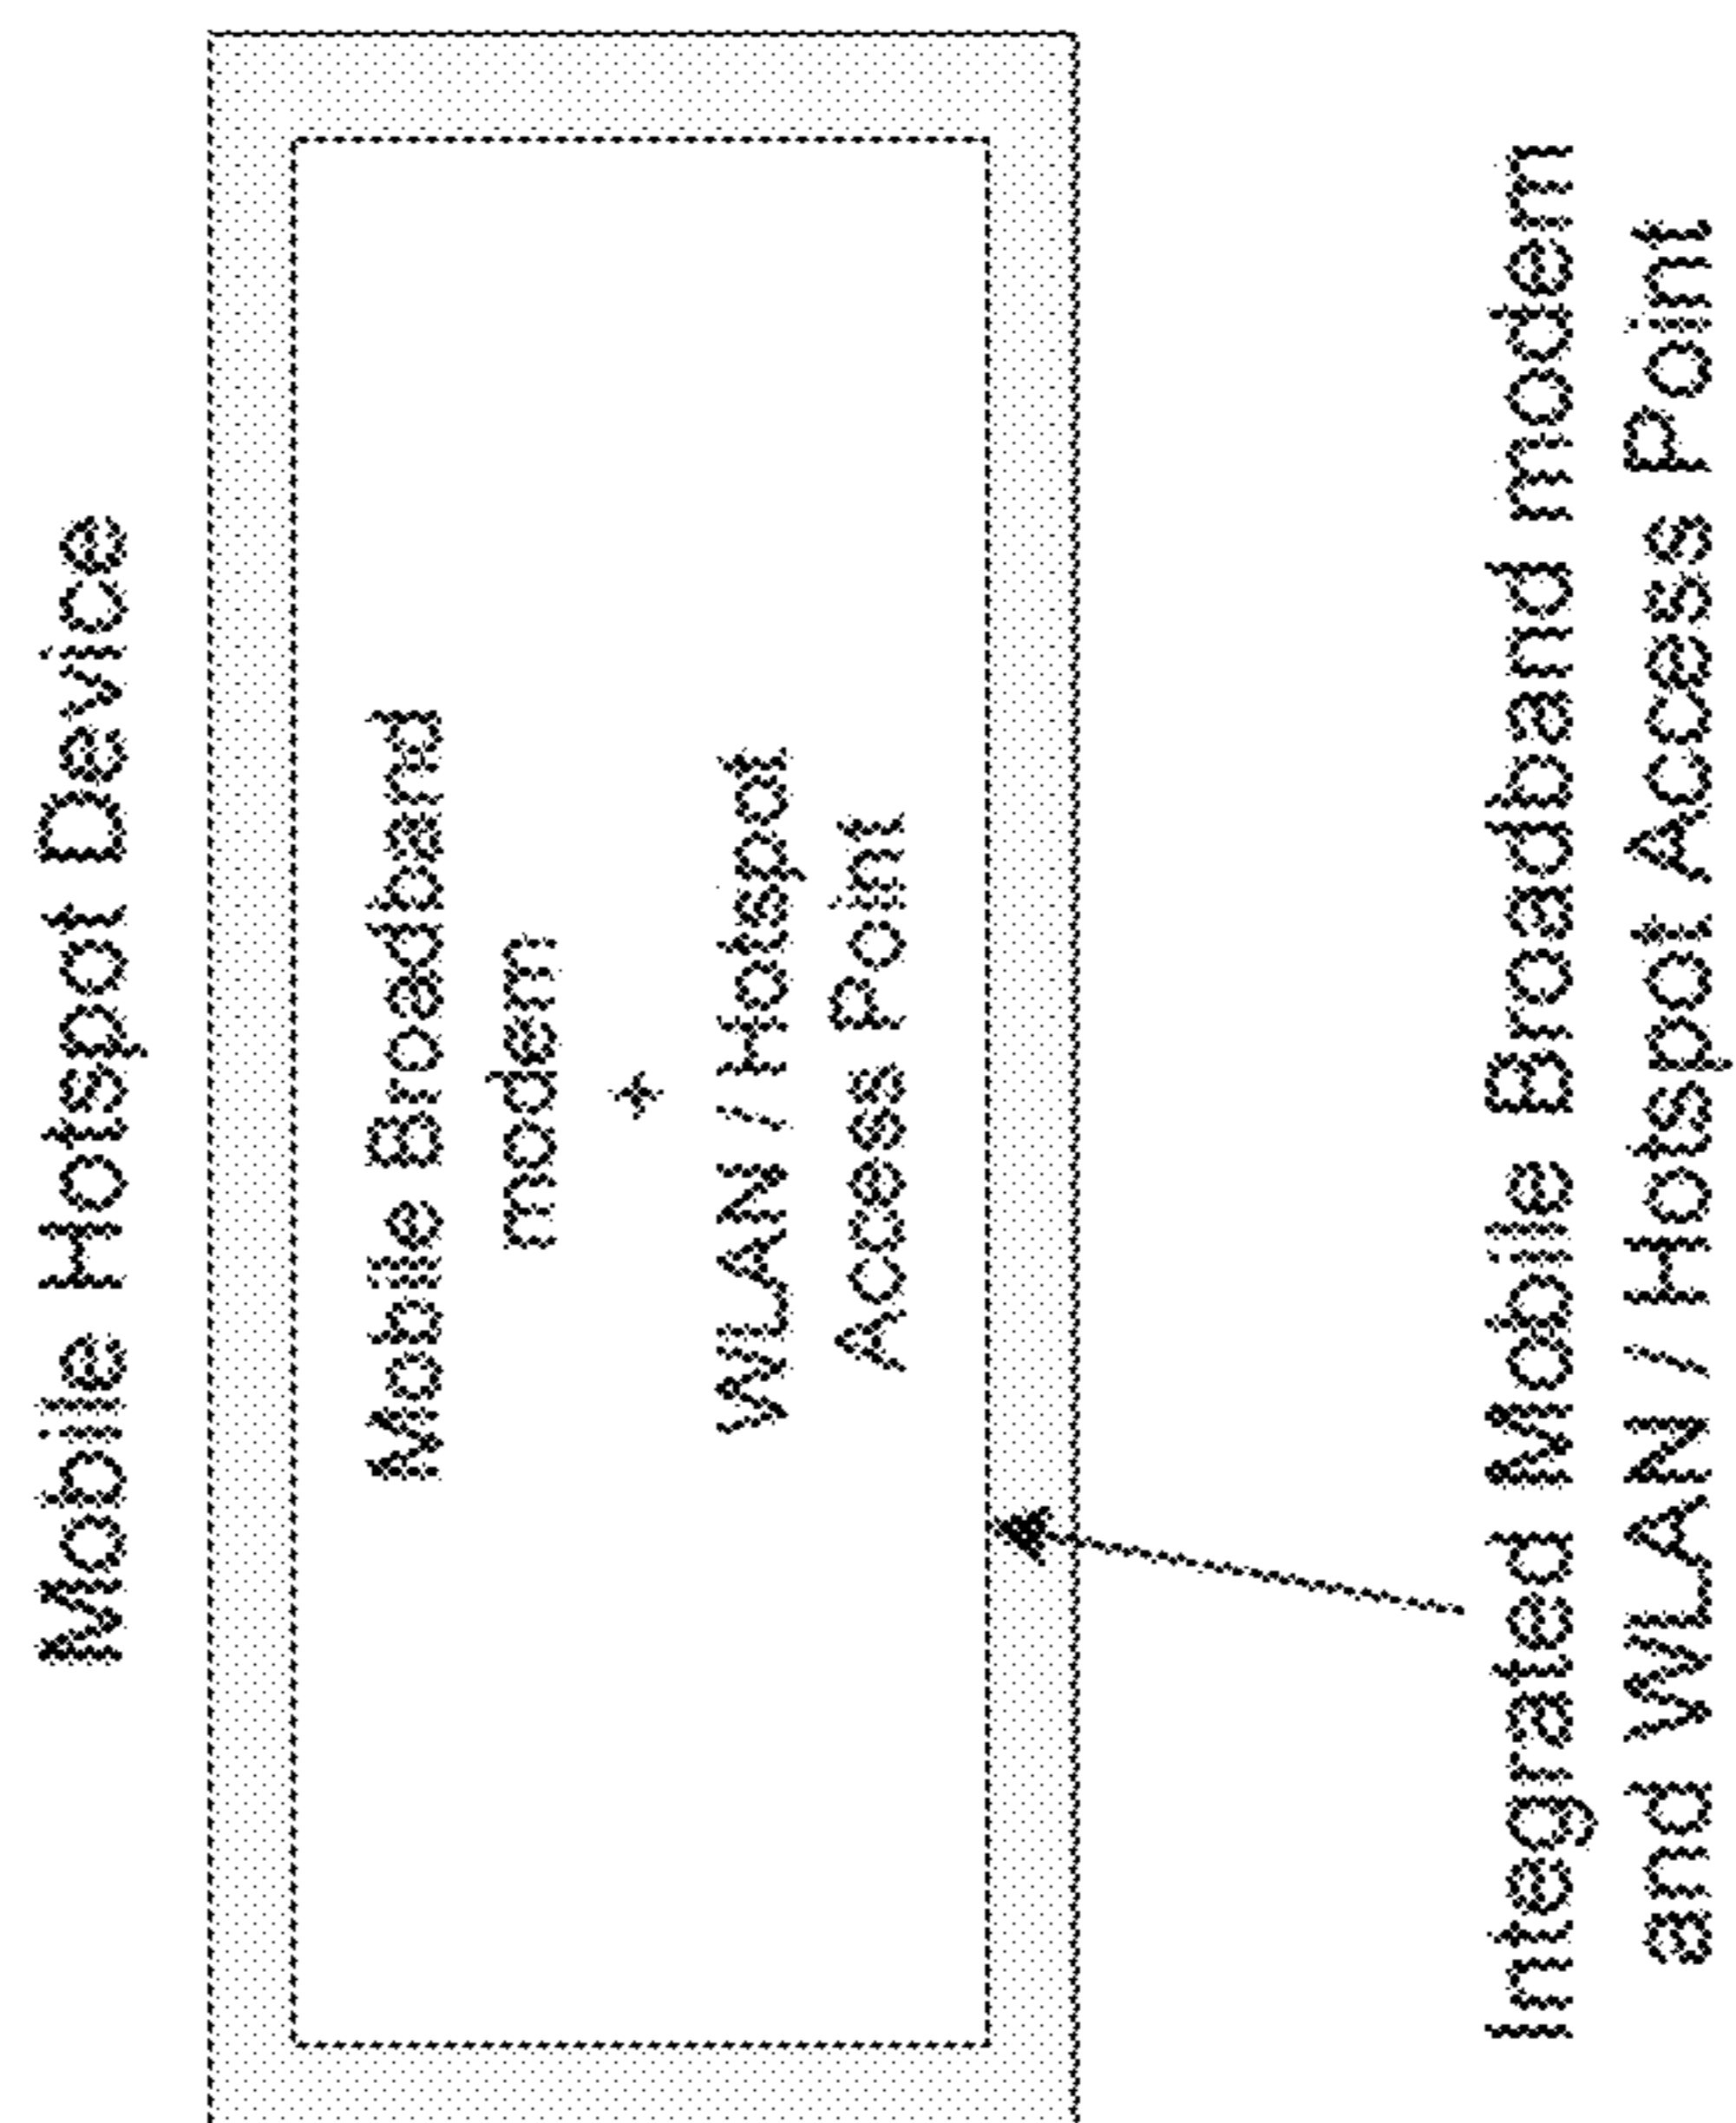 Mobile Hotspot Device
Mobile Broadband
modem
+
WLAN / Hotspot
Access Point
Integrated Mobile Broadband modem
and WLAN / Hotspot Access Point